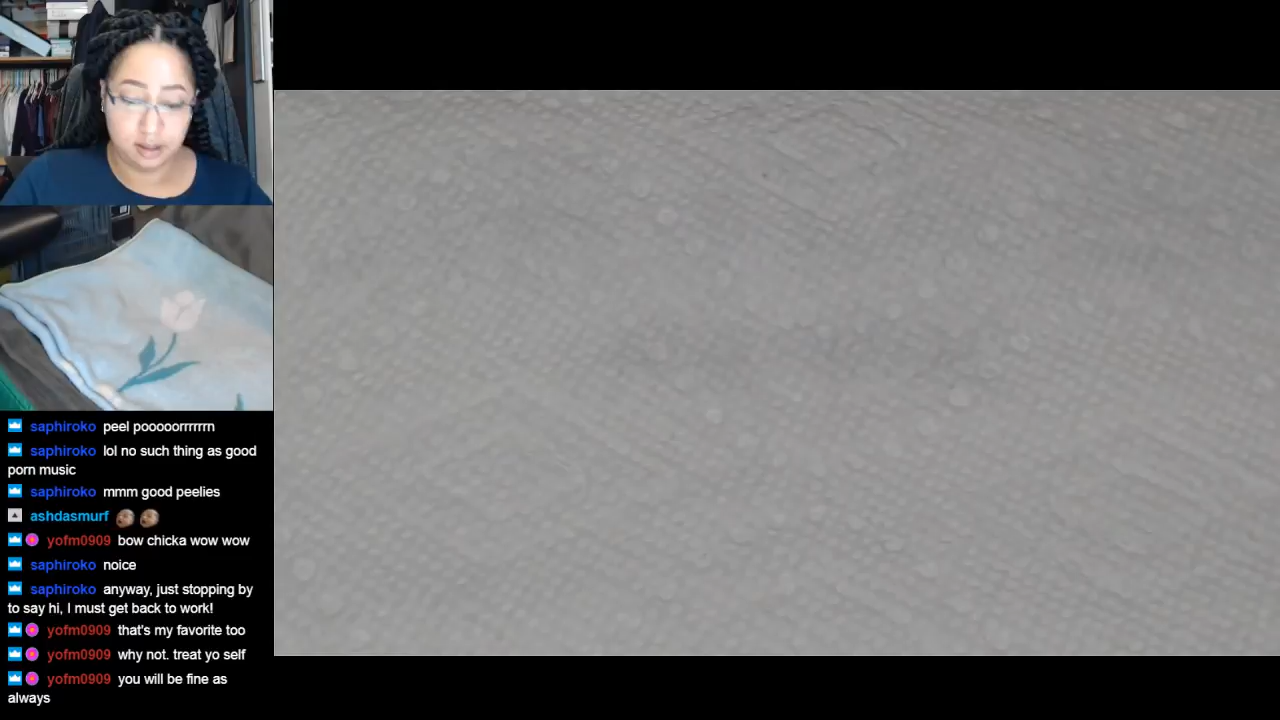 saphiroko peel pooooorrrrrrn
saphiroko lol no such thing as good
porn music
saphiroko mmm good peelies
ashdasmurf
yofm0909 bow chicka wow wow
saphiroko noice
saphiroko anyway, just stopping by
to say hi, I must get back to work!
yofm0909 that's my favorite too
yofm0909 why not. treat yo self
yofm0909 you will be fine as
always